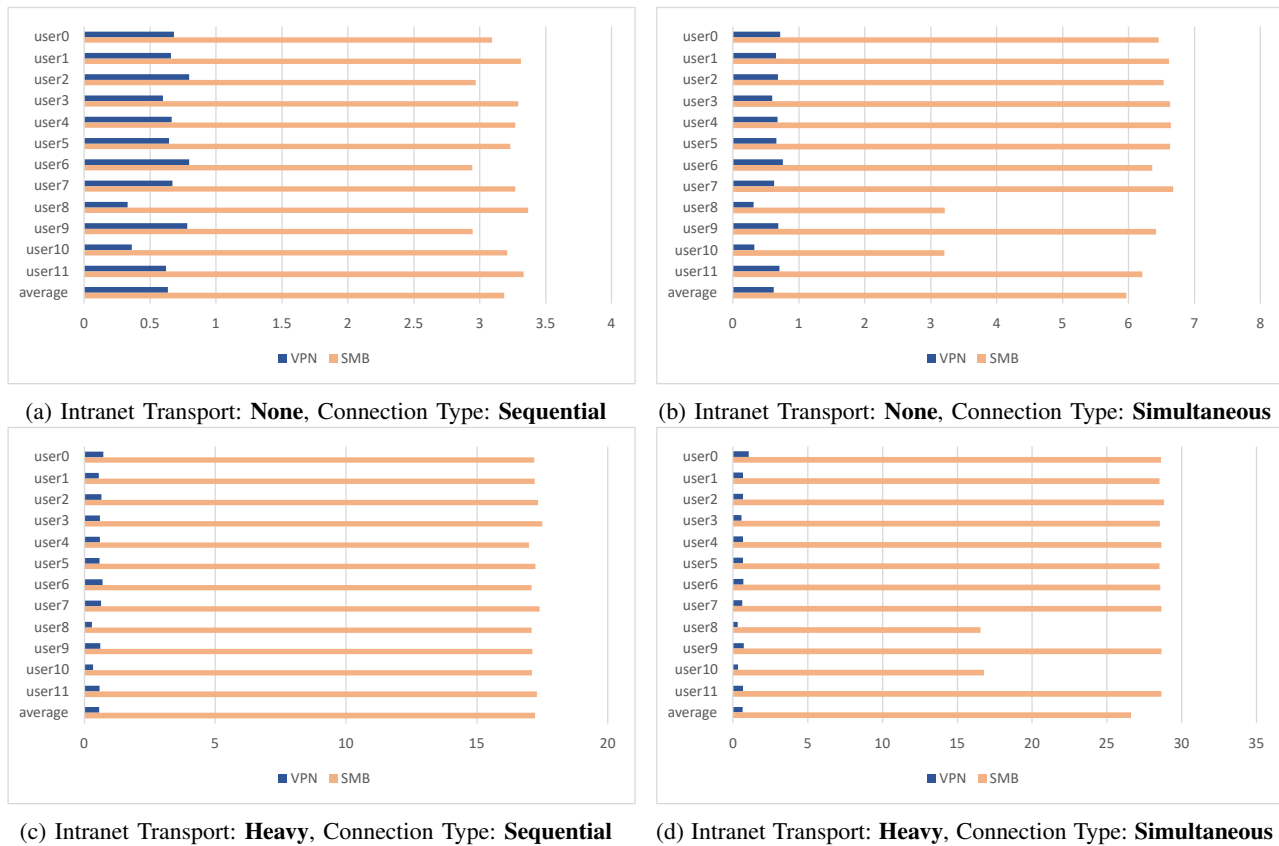 user0
user1
user2
user3
user4
user5
user6
user7
user8
user9
user10
user11
average
0 0.5 1 1.5 2 2.5 3 3.5 4
VPN SMB
(a) Intranet Transport: None, Connection Type: Sequential
user0
user1
user2
user3
user4
user5
user6
user7
user8
user9
user10
user11
average
0 1 2 3 4 5 6 7 8
VPN SMB
(b) Intranet Transport: None, Connection Type: Simultaneous
user0
user1
user2
user3
user4
user5
user6
user7
user8
user9
user10
user11
average
0 5 10 15 20
VPN SMB
(c) Intranet Transport: Heavy, Connection Type: Sequential
user0
user1
user2
user3
user4
user5
user6
user7
user8
user9
user10
user11
average
0 5 10 15 20 25 30 35
VPN SMB
(d) Intranet Transport: Heavy, Connection Type: Simultaneous